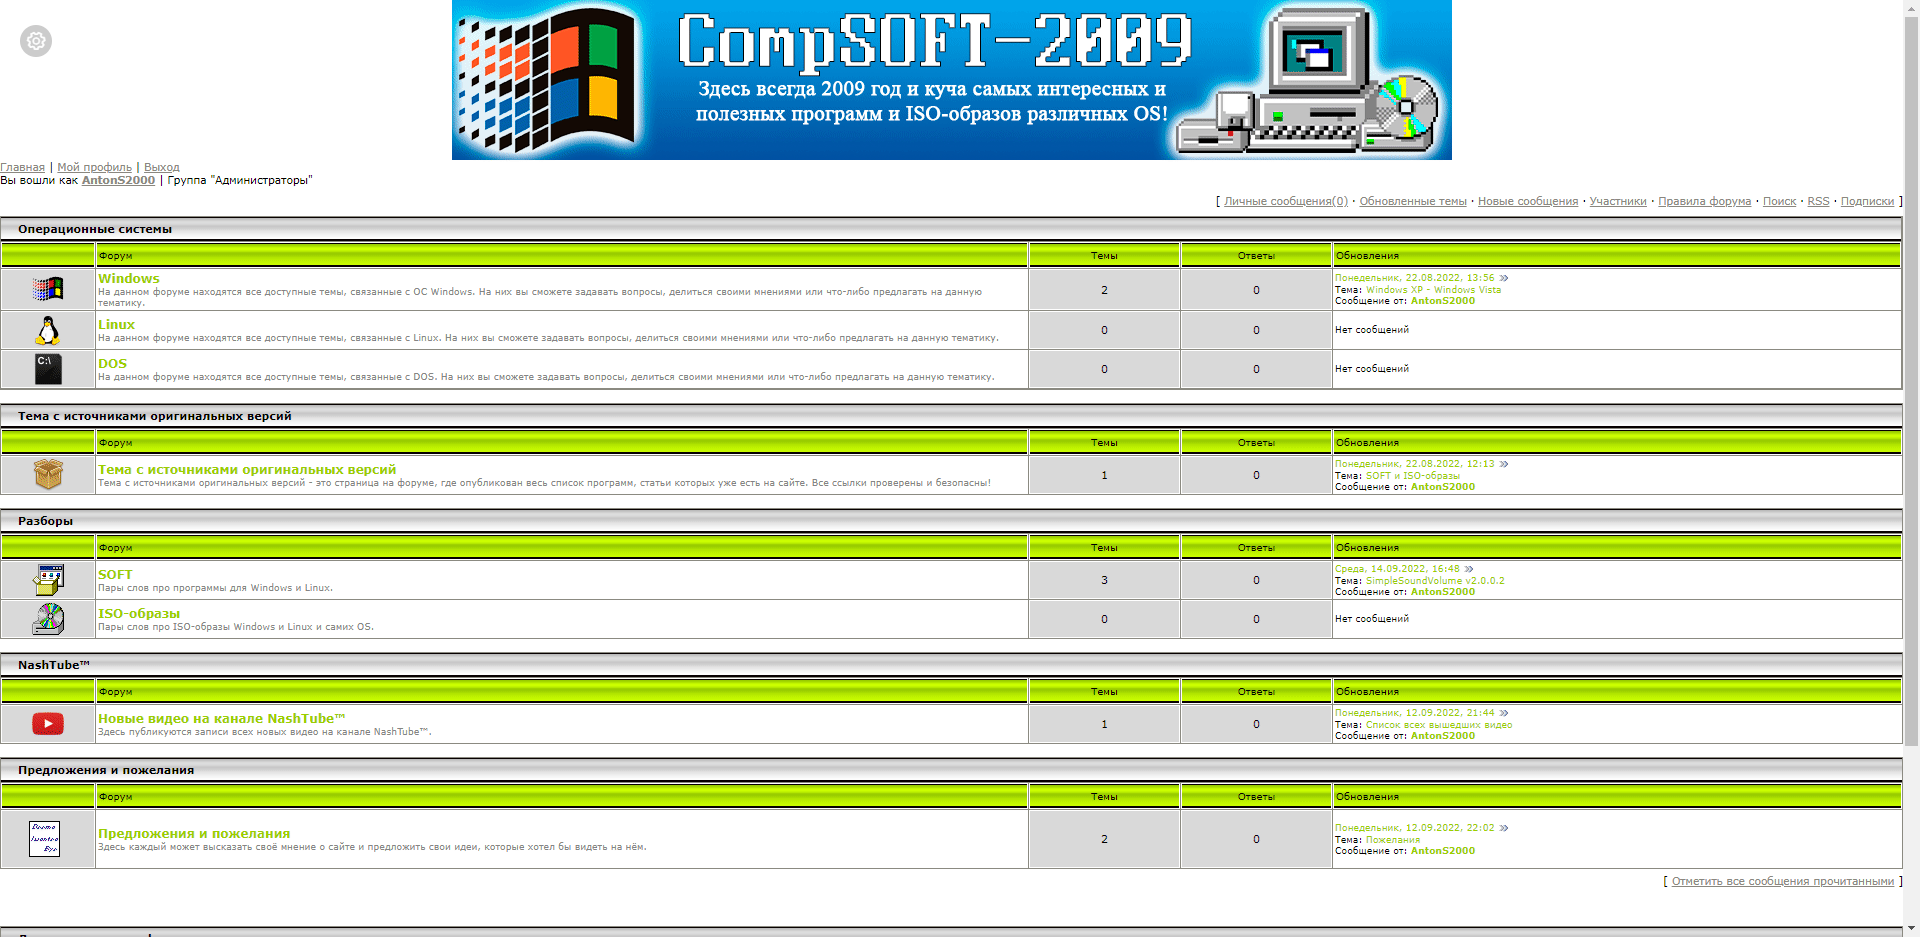 CompSOFT-2009
Здесь всегда 2009 год и куча самых интересных и
полезных программ и ISO-образов различных OS!
Главная | Мой профиль | Выход
Вы вошли как AntonS2000 | Группа "Администраторы"
[ Личные сообщения(0) · Обновленные темы · Новые сообщения · Участники · Правила форума · Поиск · RSS · Подписки ]
Операционные системы
Форум Темы Ответы Обновления
Windows
На данном форуме находятся все доступные темы, связанные с ОС Windows. На них вы сможете задавать вопросы, делиться своими мнениями или что-либо предлагать на данную
тематику.
2 0
Понедельник, 22.08.2022, 13:56
Тема: Windows XP - Windows Vista
Сообщение от: AntonS2000
Linux
На данном форуме находятся все доступные темы, связанные с Linux. На них вы сможете задавать вопросы, делиться своими мнениями или что-либо предлагать на данную тематику.
0 0 Нет сообщений
C:\
DOS
На данном форуме находятся все доступные темы, связанные с DOS. На них вы сможете задавать вопросы, делиться своими мнениями или что-либо предлагать на данную тематику.
0 0 Нет сообщений
Тема с источниками оригинальных версий
Форум Темы Ответы Обновления
Тема с источниками оригинальных версий
Тема с источниками оригинальных версий - это страница на форуме, где опубликован весь список программ, статьи которых уже есть на сайте. Все ссылки проверены и безопасны!
1 0
Понедельник, 22.08.2022, 12:13
Тема: SOFT и ISO-образы
Сообщение от: AntonS2000
Разборы
Форум Темы Ответы Обновления
SOFT
Пары слов про программы для Windows и Linux.
3 0
Среда, 14.09.2022, 16:48
Тема: SimpleSoundVolume v2.0.0.2
Сообщение от: AntonS2000
ISO-образы
Пары слов про ISO-образы Windows и Linux и самих OS.
0 0 Нет сообщений
NashTube™
Форум Темы Ответы Обновления
Новые видео на канале NashTube™
Здесь публикуются записи всех новых видео на канале NashTube™.
1 0
Понедельник, 12.09.2022, 21:44
Тема: Список всех вышедших видео
Сообщение от: AntonS2000
Предложения и пожелания
Форум Темы Ответы Обновления
Предложения и пожелания
Здесь каждый может высказать своё мнение о сайте и предложить свои идеи, которые хотел бы видеть на нём.
2 0
Понедельник, 12.09.2022, 22:02
Тема: Пожелания
Сообщение от: AntonS2000
[ Отметить все сообщения прочитанными ]